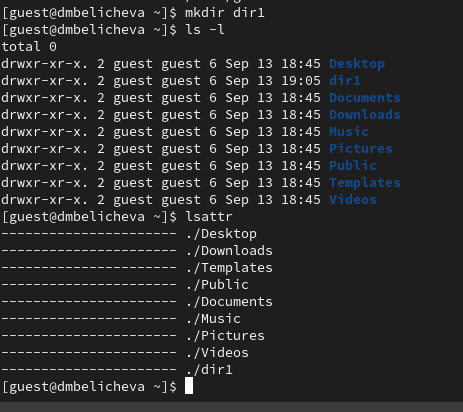 [guest@dmbelicheva ~]$ mkdir dir1
[guest@dmbelicheva ~]$ ls -l
total 0
drwxr-xr-x. 2 guest guest 6 Sep 13 18:45 Desktop
drwxr-xr-x. 2 guest guest 6 Sep 13 19:05 dir1
drwxr-xr-x. 2 guest guest 6 Sep 13 18:45 Documents
drwxr-xr-x. 2 guest guest 6 Sep 13 18:45 Downloads
drwxr-xr-x. 2 guest guest 6 Sep 13 18:45 Music
drwxr-xr-x. 2 guest guest 6 Sep 13 18:45 Pictures
drwxr-xr-x. 2 guest guest 6 Sep 13 18:45 Public
drwxr-xr-x. 2 guest guest 6 Sep 13 18:45 Templates
drwxr-xr-x. 2 guest guest 6 Sep 13 18:45 Videos
[guest@dmbelicheva ~]$ lsattr
---------------------- ./Desktop
---------------------- ./Downloads
---------------------- ./Templates
---------------------- ./Public
---------------------- ./Documents
---------------------- ./Music
---------------------- ./Pictures
---------------------- ./Videos
---------------------- ./dir1
[guest@dmbelicheva ~]$